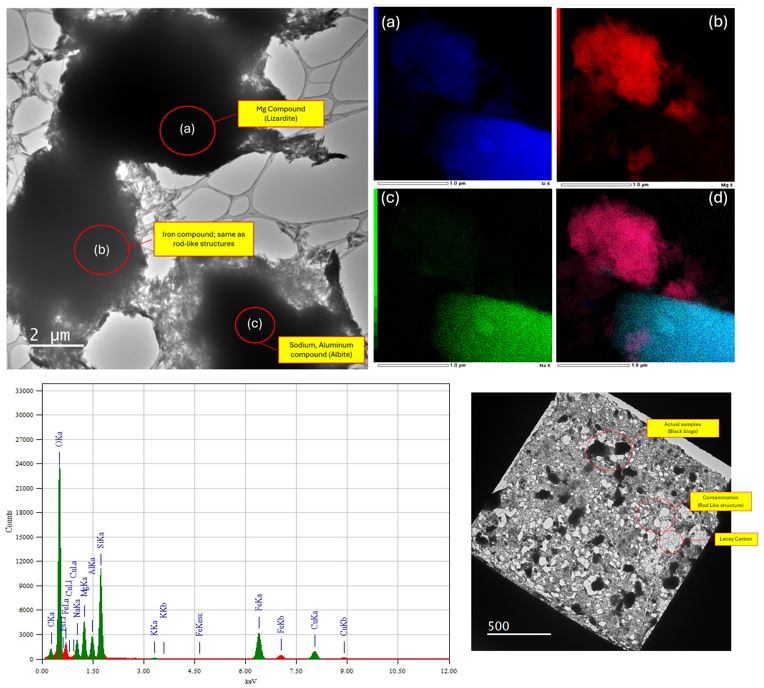 (a)
Mg Compound
(Lizardite)
(b)
Iron compound; same as
rod-like structures
(c)
Sodium, Aluminum
compound (Albite)
2 μm
(a)
1.0 μm
Si K
(b)
1.0 μm
Mg K
(c)
1.0 μm
Na K
(d)
1.0 μm
33000
30000
27000
24000
21000
18000
15000
12000
9000
6000
3000
0
Counts
0.00
1.50
3.00
4.50
6.00
7.50
9.00
10.50
12.00
keV
CKa
OKa
FeLa
CuLl
CuLa
NaKa
MgKa
AlKa
SiKa
KKa
KKb
FeKesc
FeKa
FeKb
CuKa
CuKb
Actual samples
(Black blogs)
Contamination
(Rod Like structure)
Lacey Carbon
500